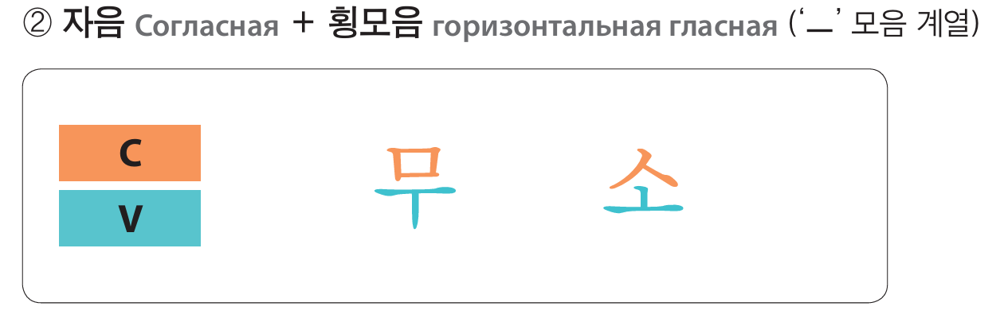 ② 자음 Согласная + 횡모음 горизонтальная гласная (‘ㅡ’ 모음 계열)
C
V
무 소